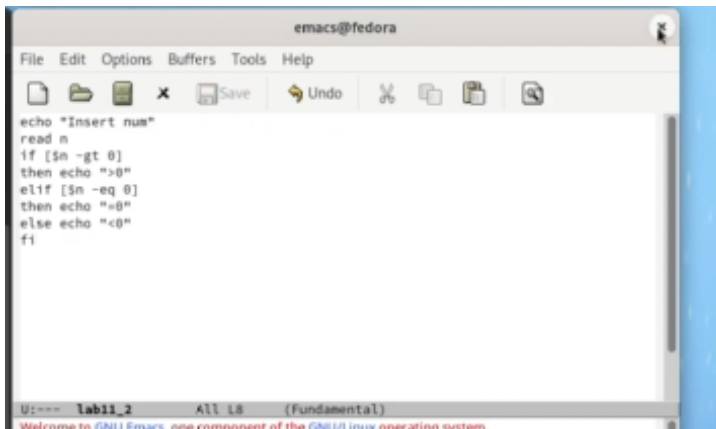 emacs@fedora
File Edit Options Buffers Tools Help
Save Undo
echo "Insert num"
read n
if [$n -gt 0]
then echo ">0"
elif [$n -eq 0]
then echo "=0"
else echo "<0"
fi
U:--- lab11_2 All L8 (Fundamental)
Welcome to GNU Emacs, one component of the GNU/Linux operating system.